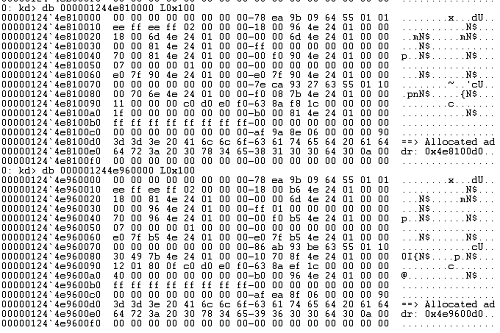 0: kd> db 000001244e810000 L0x100
00000124`4e810000  00 00 00 00 00 00 00 00-78 ea 9b 09 64 55 01 01  ........x...dU..
00000124`4e810010  ee ff ee ff 02 00 00 00-18 00 96 4e 24 01 00 00  ...........N$...
00000124`4e810020  18 00 6d 4e 24 01 00 00-00 00 6d 4e 24 01 00 00  ..mN$.....mN$...
00000124`4e810030  00 00 81 4e 24 01 00 00-ff 00 00 00 00 00 00 00  ...N$...........
00000124`4e810040  70 00 81 4e 24 01 00 00-00 f0 90 4e 24 01 00 00  p..N$......N$...
00000124`4e810050  07 00 00 00 01 00 00 00-00 00 00 00 00 00 00 00  ................
00000124`4e810060  e0 7f 90 4e 24 01 00 00-e0 7f 90 4e 24 01 00 00  ...N$......N$...
00000124`4e810070  00 00 00 00 00 00 00 00-7e ca 93 27 63 55 01 10  ........~..'cU..
00000124`4e810080  00 70 6e 4e 24 01 00 00-f0 08 7b 4e 24 01 00 00  .pnN$.....{N$...
00000124`4e810090  11 00 00 00 c0 d0 e0 f0-63 8a f8 1c 00 00 00 00  ........c.......
00000124`4e8100a0  1f 00 00 00 00 00 00 00-b0 00 81 4e 24 01 00 00  ...........N$...
00000124`4e8100b0  ff ff ff ff ff ff ff ff-00 00 06 00 00 00 00 00  ................
00000124`4e8100c0  00 00 00 00 00 00 00 00-af 9a 8e 06 00 00 00 90  ................
00000124`4e8100d0  3d 3d 3e 20 41 6c 6c 6f-63 61 74 65 64 20 61 64  ==> Allocated ad
00000124`4e8100e0  64 72 3a 20 30 78 34 65-38 31 30 30 64 30 0a 00  dr: 0x4e8100d0..
00000124`4e8100f0  00 00 00 00 00 00 00 00-00 00 00 00 00 00 00 00  ................
0: kd> db 000001244e960000 L0x100
00000124`4e960000  00 00 00 00 00 00 00 00-78 ea 9b 09 64 55 01 01  ........x...dU..
00000124`4e960010  ee ff ee ff 02 00 00 00-18 00 b6 4e 24 01 00 00  ...........N$...
00000124`4e960020  18 00 81 4e 24 01 00 00-00 00 6d 4e 24 01 00 00  ...N$.....mN$...
00000124`4e960030  00 00 96 4e 24 01 00 00-ff 01 00 00 00 00 00 00  ...N$...........
00000124`4e960040  70 00 96 4e 24 01 00 00-00 f0 b5 4e 24 01 00 00  p..N$......N$...
00000124`4e960050  07 00 00 00 01 00 00 00-00 00 00 00 00 00 00 00  ................
00000124`4e960060  e0 7f b5 4e 24 01 00 00-e0 7f b5 4e 24 01 00 00  ...N$......N$...
00000124`4e960070  00 00 00 00 00 00 00 00-86 ab 93 be 63 55 01 10  ............cU..
00000124`4e960080  30 49 7b 4e 24 01 00 00-10 70 8f 4e 24 01 00 00  0I{N$....p.N$...
00000124`4e960090  12 01 80 0f c0 d0 e0 f0-63 8a ef 1c 00 00 00 00  ........c.......
00000124`4e9600a0  40 00 00 00 00 00 00 00-b0 00 96 4e 24 01 00 00  @..........N$...
00000124`4e9600b0  ff ff ff ff ff ff ff ff-00 00 06 00 00 00 00 00  ................
00000124`4e9600c0  00 00 00 00 00 00 00 00-af ea 8f 06 00 00 00 90  ................
00000124`4e9600d0  3d 3d 3e 20 41 6c 6c 6f-63 61 74 65 64 20 61 64  ==> Allocated ad
00000124`4e9600e0  64 72 3a 20 30 78 34 65-39 36 30 30 64 30 0a 00  dr: 0x4e9600d0..
00000124`4e9600f0  00 00 00 00 00 00 00 00-00 00 00 00 00 00 00 00  ................